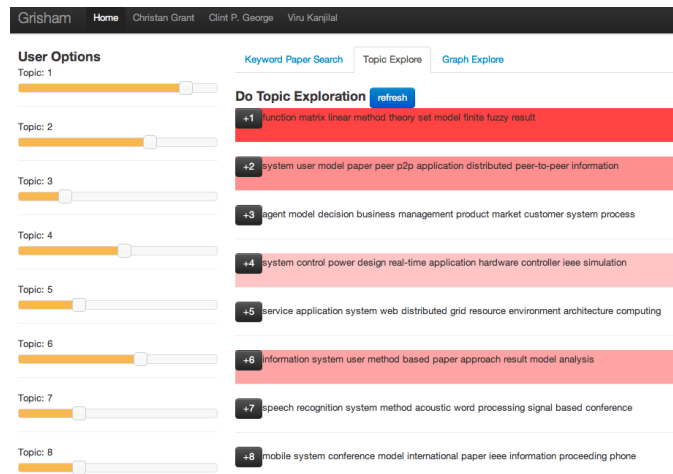 Grisham Home Christan Grant Clint P. George Viru Kanjilal
User Options
Topic: 1
Topic: 2
Topic: 3
Topic: 4
Topic: 5
Topic: 6
Topic: 7
Topic: 8
Keyword Paper Search Topic Explore Graph Explore
Do Topic Exploration refresh
+1 function matrix linear method theory set model finite fuzzy result
+2 system user model paper peer p2p application distributed peer-to-peer information
+3 agent model decision business management product market customer system process
+4 system control power design real-time application hardware controller ieee simulation
+5 service application system web distributed grid resource environment architecture computing
+6 information system user method based paper approach result model analysis
+7 speech recognition system method acoustic word processing signal based conference
+8 mobile system conference model international paper ieee information proceeding phone